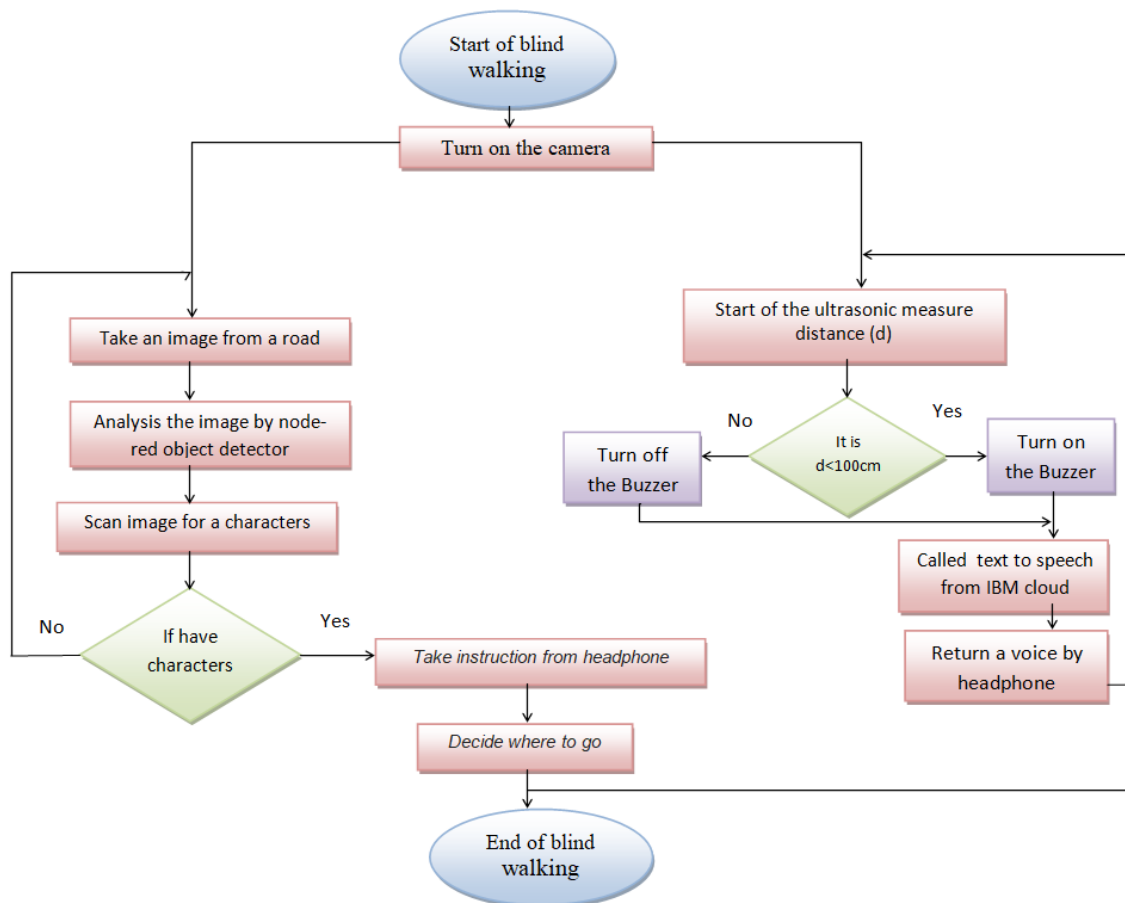 Start of blind
walking
Turn on the camera
Take an image from a road
Analysis the image by node-
red object detector
Scan image for a characters
If have
characters
No
Yes
Take instruction from headphone
Decide where to go
End of blind
walking
Start of the ultrasonic measure
distance (d)
It is
d<100cm
No
Yes
Turn off
the Buzzer
Turn on
the Buzzer
Called text to speech
from IBM cloud
Return a voice by
headphone